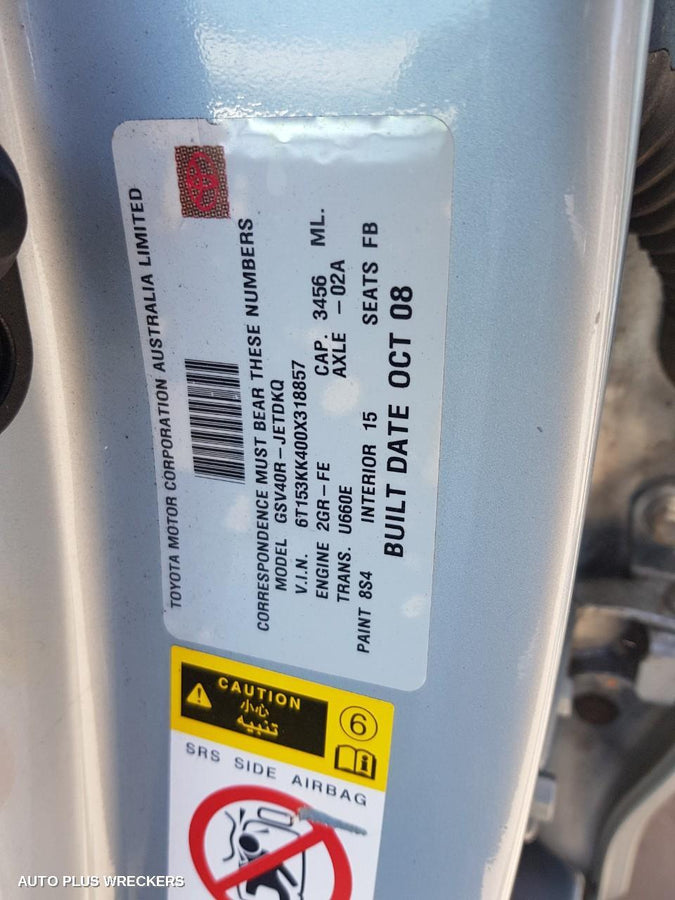 TOYOTA MOTOR CORPORATION AUSTRALIA LIMITED
CORRESPONDENCE MUST BEAR THESE NUMBERS
MODEL GSV40R-JETDKQ
V.I.N. 6T153KK400X318857
ENGINE 2GR-FE CAP. 3456 ML.
TRANS. U660E AXLE -02A
PAINT 8S4 INTERIOR 15 SEATS FB
BUILT DATE OCT 08
CAUTION
小心
تنبيه
6
i
SRS SIDE AIRBAG
AUTO PLUS WRECKERS